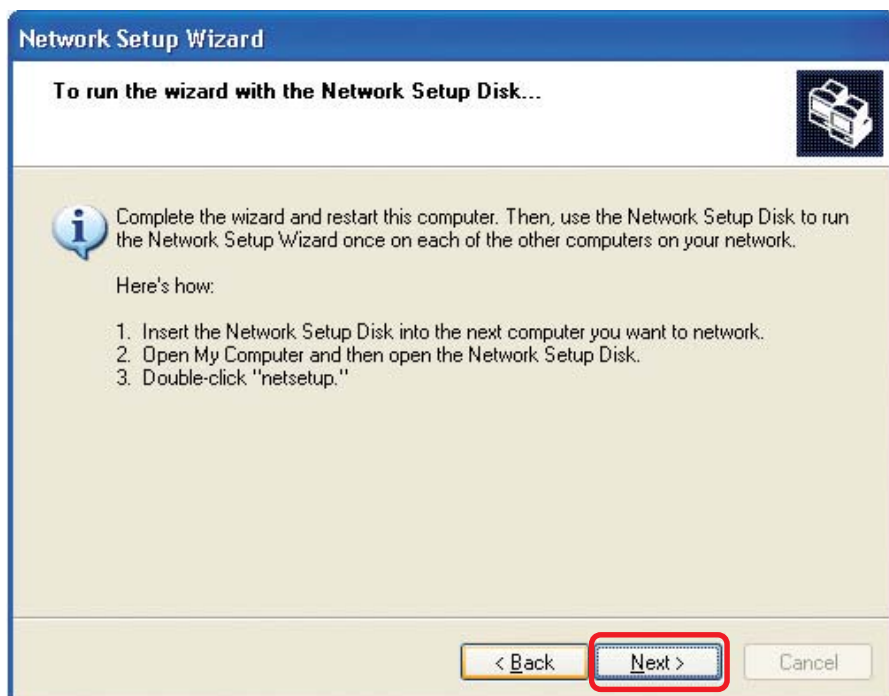 Network Setup Wizard
To run the wizard with the Network Setup Disk...
Complete the wizard and restart this computer. Then, use the Network Setup Disk to run
the Network Setup Wizard once on each of the other computers on your network.
Here's how:
1. Insert the Network Setup Disk into the next computer you want to network.
2. Open My Computer and then open the Network Setup Disk.
3. Double-click "netsetup."
< Back Next > Cancel